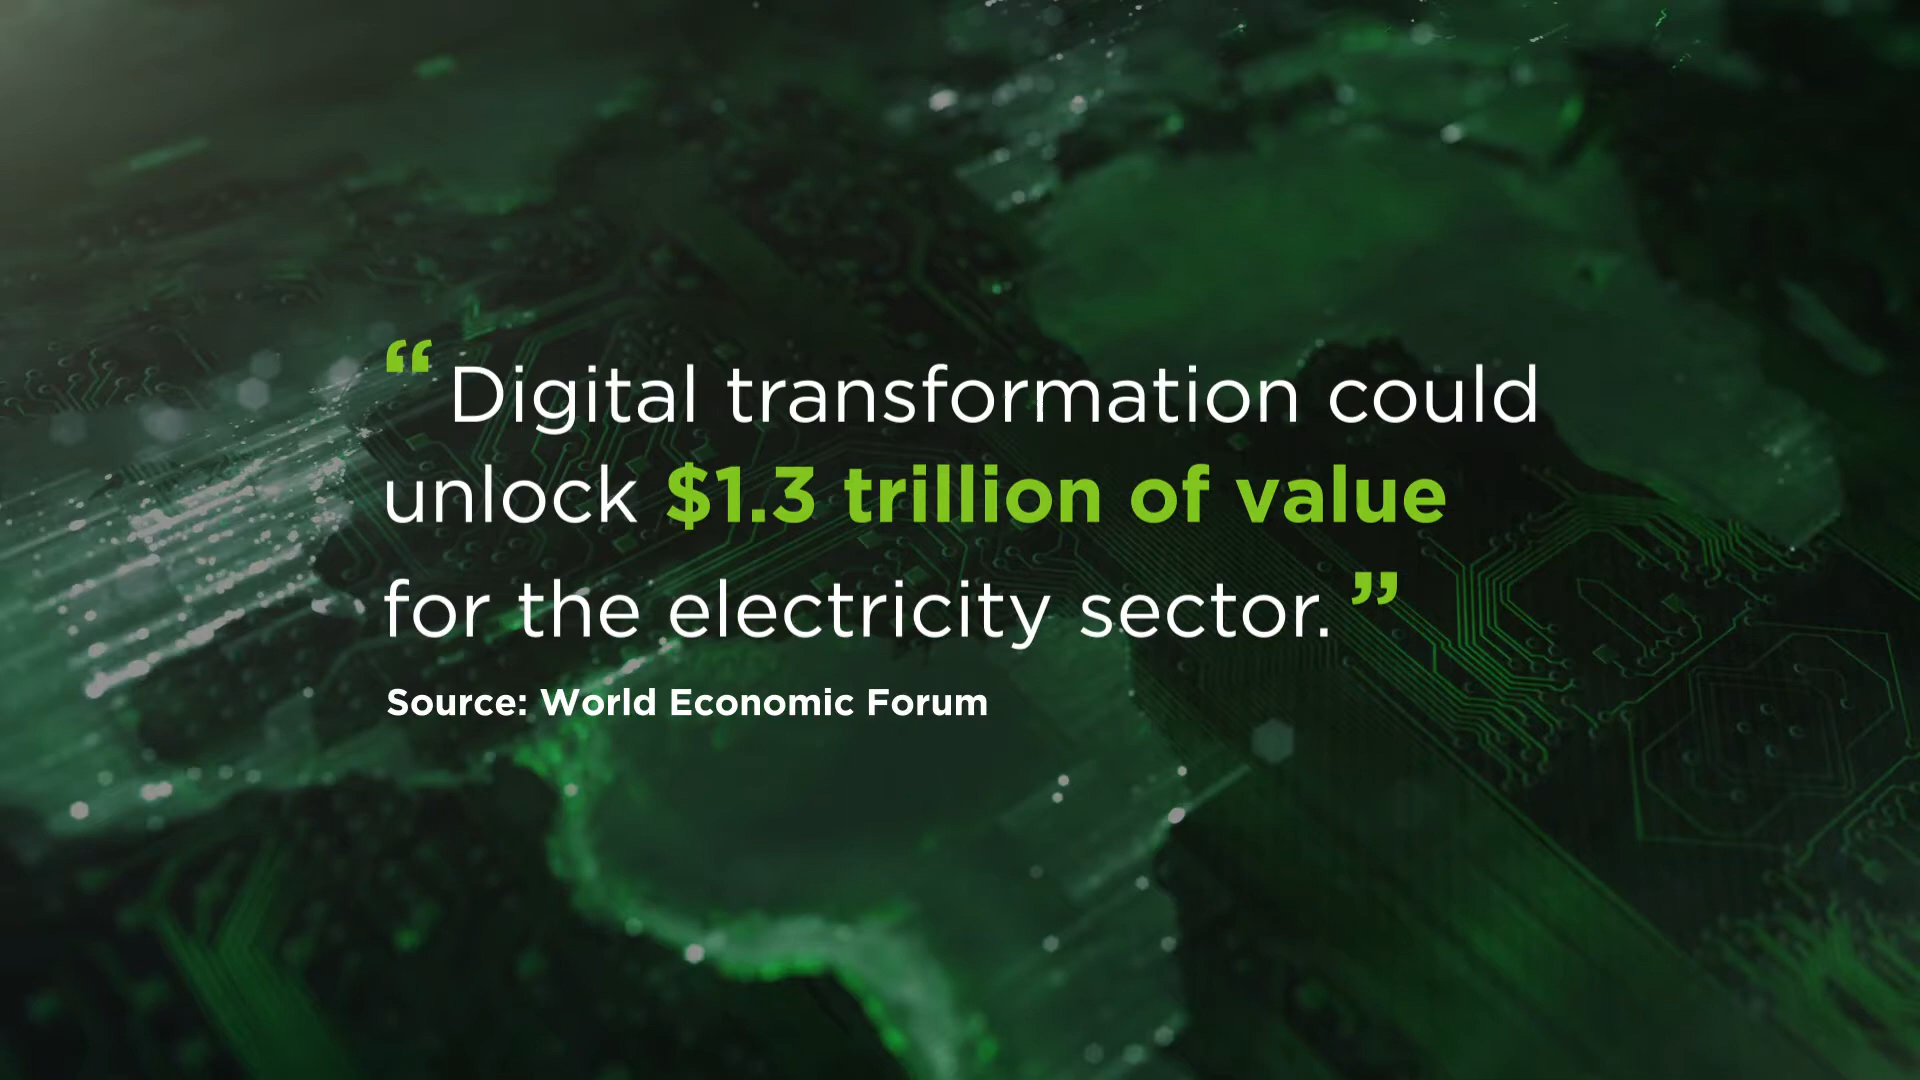 “ Digital transformation could
unlock $1.3 trillion of value
for the electricity sector. ”
Source: World Economic Forum